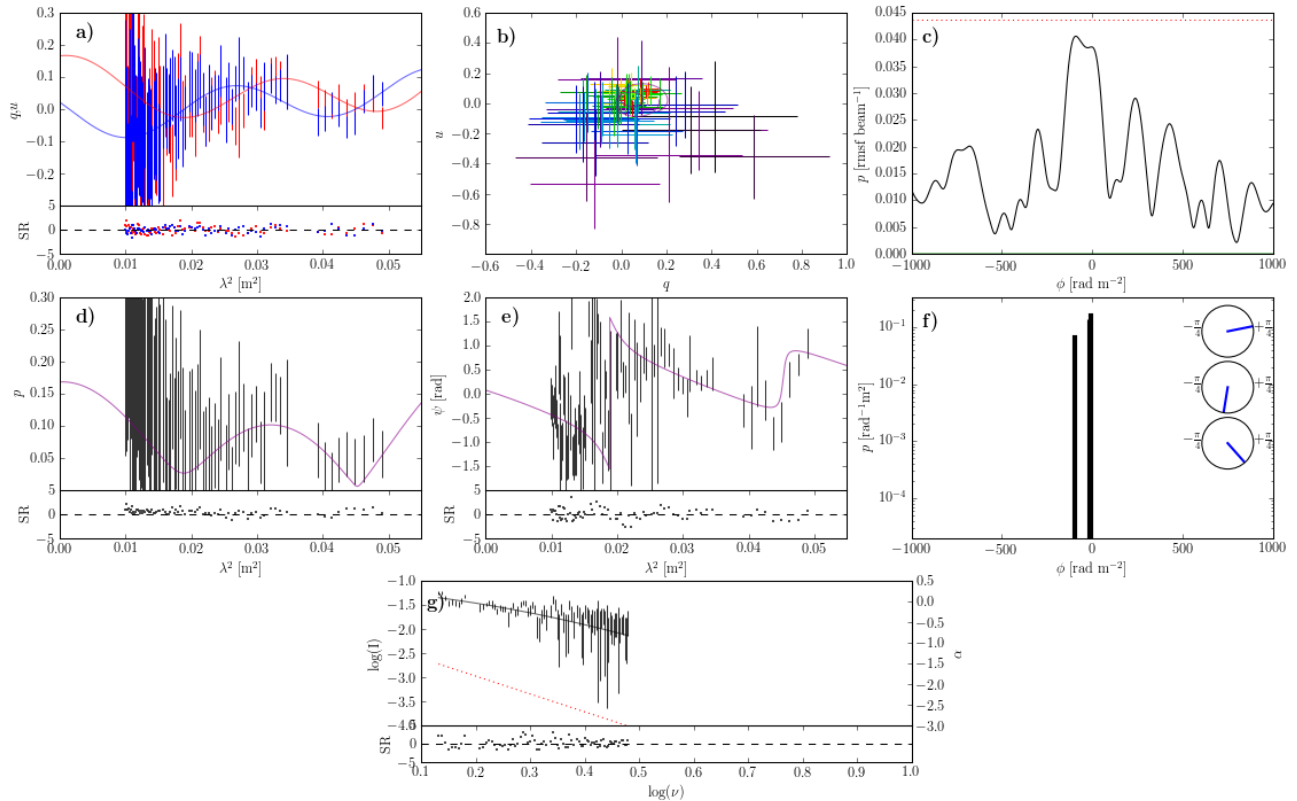 a)
0.3
0.2
0.1
0.0
−0.1
−0.2
q,u
5
0
−5
SR
0.00 0.01 0.02 0.03 0.04 0.05
λ² [m²]
b)
0.6
0.4
0.2
0.0
−0.2
−0.4
−0.6
−0.8
u
−0.6 −0.4 −0.2 0.0 0.2 0.4 0.6 0.8 1.0
q
c)
0.045
0.040
0.035
0.030
0.025
0.020
0.015
0.010
0.005
0.000
p [rmsf beam⁻¹]
−1000 −500 0 500 1000
ϕ [rad m⁻²]
d)
0.30
0.25
0.20
0.15
0.10
0.05
p
5
0
−5
SR
0.00 0.01 0.02 0.03 0.04 0.05
λ² [m²]
e)
2.0
1.5
1.0
0.5
0.0
−0.5
−1.0
−1.5
ψ [rad]
5
0
−5
SR
0.00 0.01 0.02 0.03 0.04 0.05
λ² [m²]
f)
10⁻¹
10⁻²
10⁻³
10⁻⁴
p [rad⁻¹m²]
−π/4 +π/4
−π/4 +π/4
−π/4 +π/4
−1000 −500 0 500 1000
ϕ [rad m⁻²]
g)
−1.0
−1.5
−2.0
−2.5
−3.0
−3.5
−4.0
log(I)
0.5
0.0
−0.5
−1.0
−1.5
−2.0
−2.5
−3.0
α
5
0
−5
SR
0.1 0.2 0.3 0.4 0.5 0.6 0.7 0.8 0.9 1.0
log(ν)